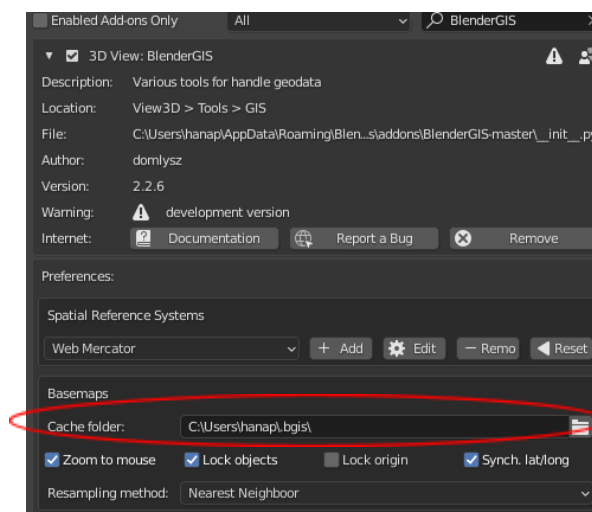 Enabled Add-ons Only All BlenderGIS
3D View: BlenderGIS
Description: Various tools for handle geodata
Location: View3D > Tools > GIS
File: C:\Users\hanap\AppData\Roaming\Blen...s\addons\BlenderGIS-master\__init__.py
Author: domlysz
Version: 2.2.6
Warning: development version
Internet: Documentation Report a Bug Remove
Preferences:
Spatial Reference Systems
Web Mercator + Add Edit − Remo Reset
Basemaps
Cache folder: C:\Users\hanap\.bgis\
Zoom to mouse Lock objects Lock origin Synch. lat/long
Resampling method: Nearest Neighboor